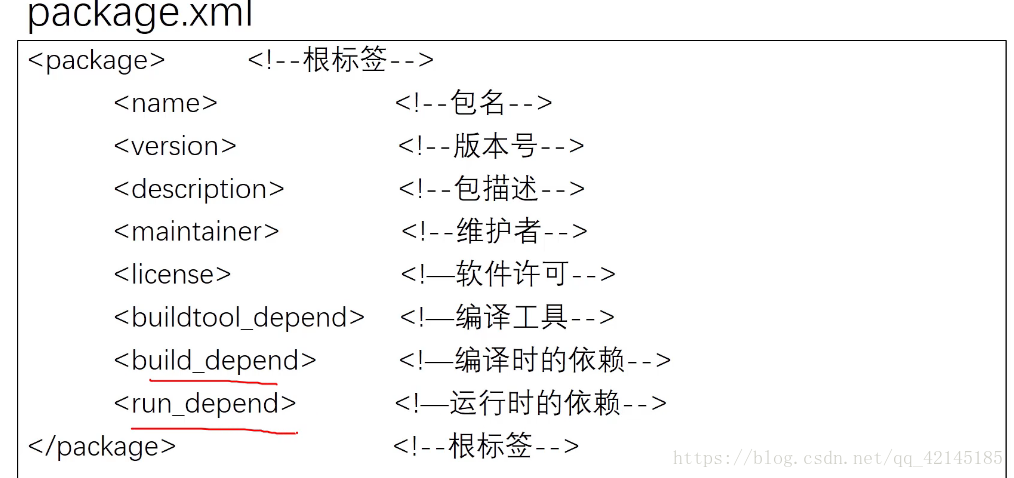 package.xml
<package> <!--根标签-->
<name> <!--包名-->
<version> <!--版本号-->
<description> <!--包描述-->
<maintainer> <!--维护者-->
<license> <!—软件许可-->
<buildtool_depend> <!—编译工具-->
<build_depend> <!—编译时的依赖-->
<run_depend> <!—运行时的依赖-->
</package> <!--根标签-->
https://blog.csdn.net/qq_42145185